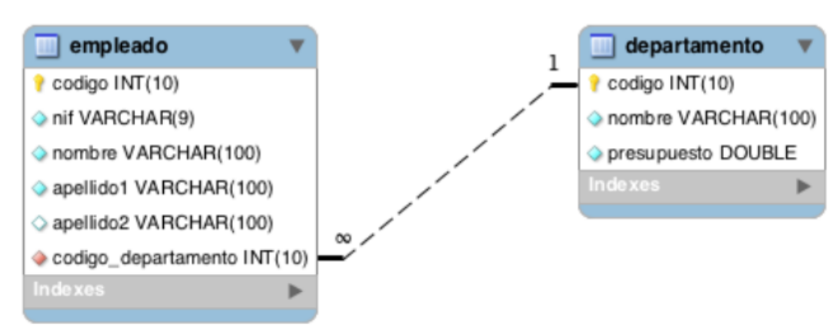 empleado
codigo INT(10)
nif VARCHAR(9)
nombre VARCHAR(100)
apellido1 VARCHAR(100)
apellido2 VARCHAR(100)
codigo_departamento INT(10)
Indexes
∞
1
departamento
codigo INT(10)
nombre VARCHAR(100)
presupuesto DOUBLE
Indexes